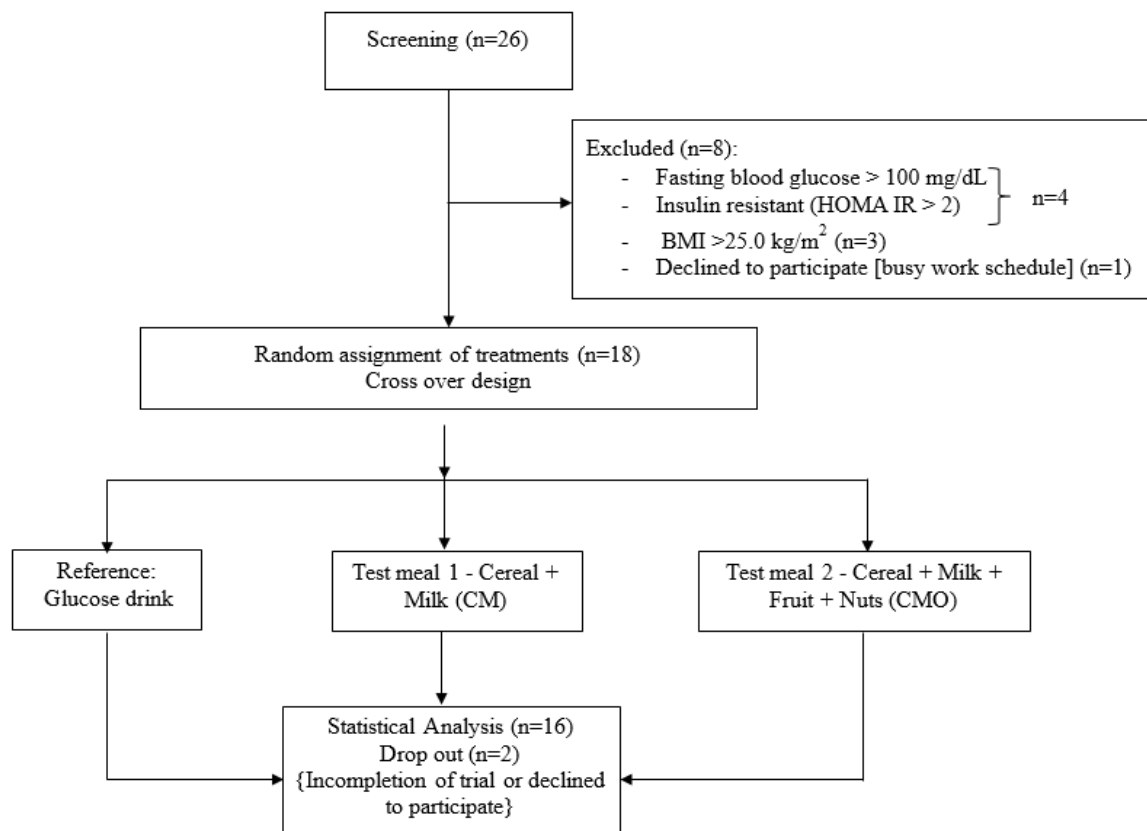 Screening (n=26)
Excluded (n=8):
- Fasting blood glucose > 100 mg/dL
- Insulin resistant (HOMA IR > 2)
n=4
- BMI >25.0 kg/m² (n=3)
- Declined to participate [busy work schedule] (n=1)
Random assignment of treatments (n=18)
Cross over design
Reference:
Glucose drink
Test meal 1 - Cereal +
Milk (CM)
Test meal 2 - Cereal + Milk +
Fruit + Nuts (CMO)
Statistical Analysis (n=16)
Drop out (n=2)
{Incompletion of trial or declined
to participate}